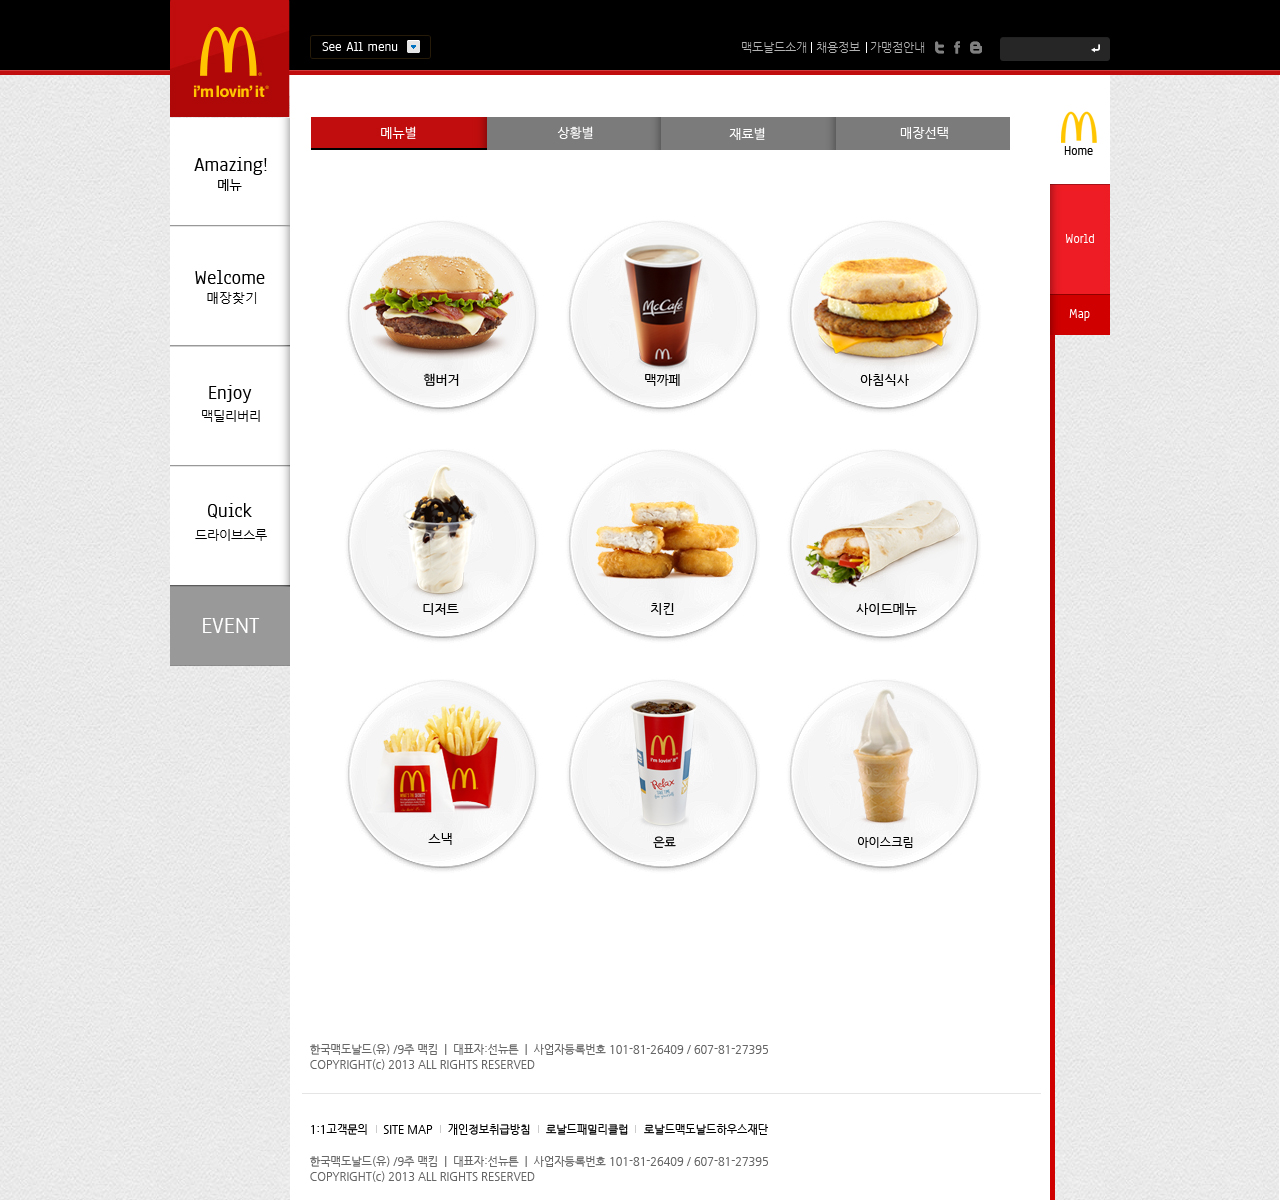 i'm lovin' it
See All menu
맥도날드소개 | 채용정보 | 가맹점안내
메뉴별
상황별
재료별
매장선택
Home
World
Map
Amazing!
메뉴
Welcome
매장찾기
Enjoy
맥딜리버리
Quick
드라이브스루
EVENT
McCafé
햄버거
맥까페
아침식사
디저트
치킨
사이드메뉴
i'm lovin' it
Relax
스낵
은료
아이스크림
한국맥도날드(유) /9주 맥킴 | 대표자:선뉴튼 | 사업자등록번호 101-81-26409 / 607-81-27395
COPYRIGHT(c) 2013 ALL RIGHTS RESERVED
1:1고객문의 | SITE MAP | 개인정보취급방침 | 로날드패밀리클럽 | 로날드맥도날드하우스재단
한국맥도날드(유) /9주 맥킴 | 대표자:선뉴튼 | 사업자등록번호 101-81-26409 / 607-81-27395
COPYRIGHT(c) 2013 ALL RIGHTS RESERVED